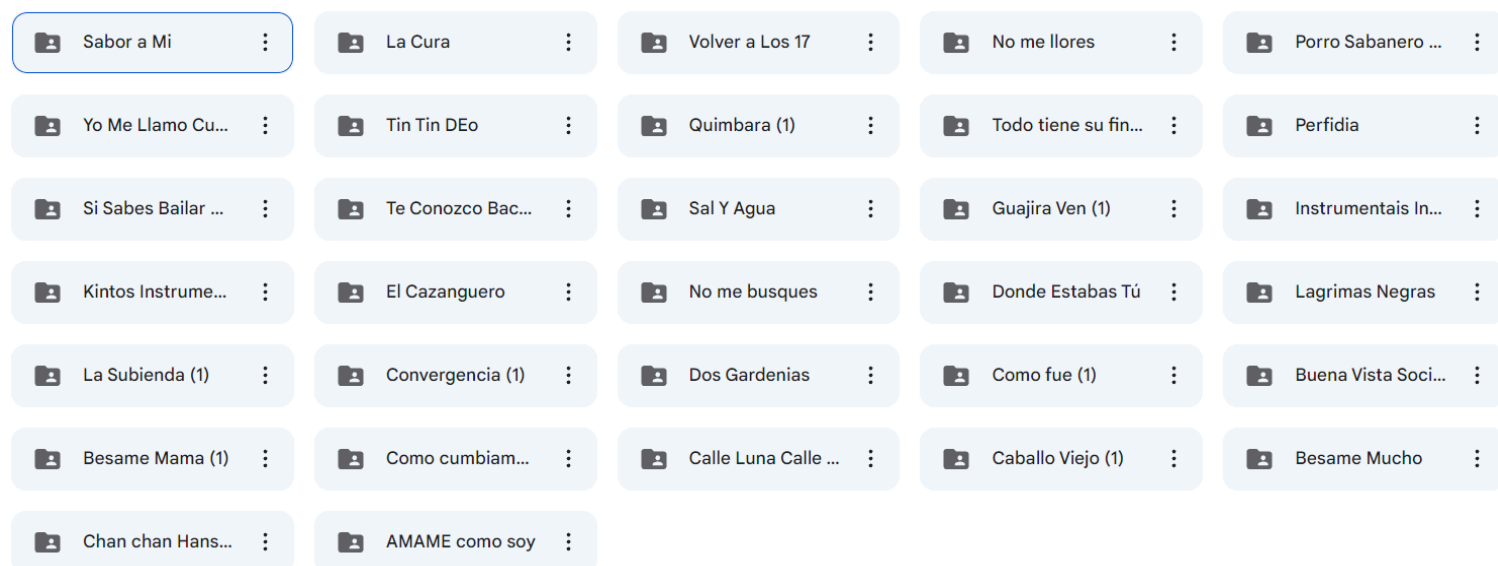 Sabor a Mi
La Cura
Volver a Los 17
No me llores
Porro Sabanero ...
Yo Me Llamo Cu...
Tin Tin DEo
Quimbara (1)
Todo tiene su fin...
Perfidia
Si Sabes Bailar ...
Te Conozco Bac...
Sal Y Agua
Guajira Ven (1)
Instrumentais In...
Kintos Instrume...
El Cazanguero
No me busques
Donde Estabas Tú
Lagrimas Negras
La Subienda (1)
Convergencia (1)
Dos Gardenias
Como fue (1)
Buena Vista Soci...
Besame Mama (1)
Como cumbiam...
Calle Luna Calle ...
Caballo Viejo (1)
Besame Mucho
Chan chan Hans...
AMAME como soy